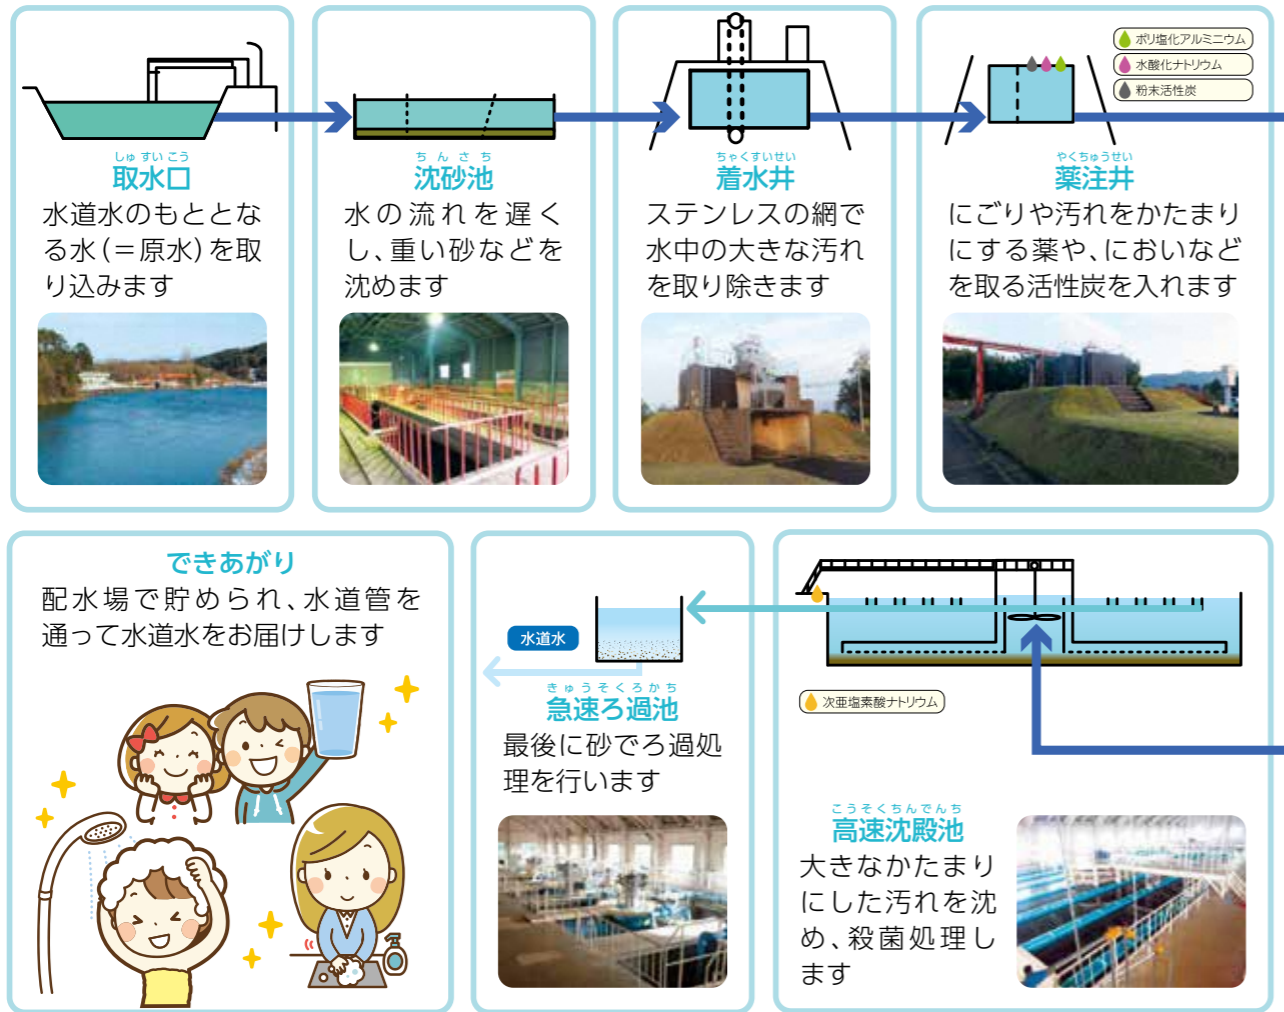 しゅすいこう
取水口
水道水のもととな
る水(=原水)を取
り込みます
ちんさち
沈砂池
水の流れを遅く
し、重い砂などを
沈めます
ちゃくすいせい
着水井
ステンレスの網で
水中の大きな汚れ
を取り除きます
ポリ塩化アルミニウム
水酸化ナトリウム
粉末活性炭
やくちゅうせい
薬注井
にごりや汚れをかたまり
にする薬や、においなど
を取る活性炭を入れます
次亜塩素酸ナトリウム
こうそくちんでんち
高速沈殿池
大きなかたまり
にした汚れを沈
め、殺菌処理し
ます
水道水
きゅうそくろかち
急速ろ過池
最後に砂でろ過処
理を行います
できあがり
配水場で貯められ、水道管を
通って水道水をお届けします